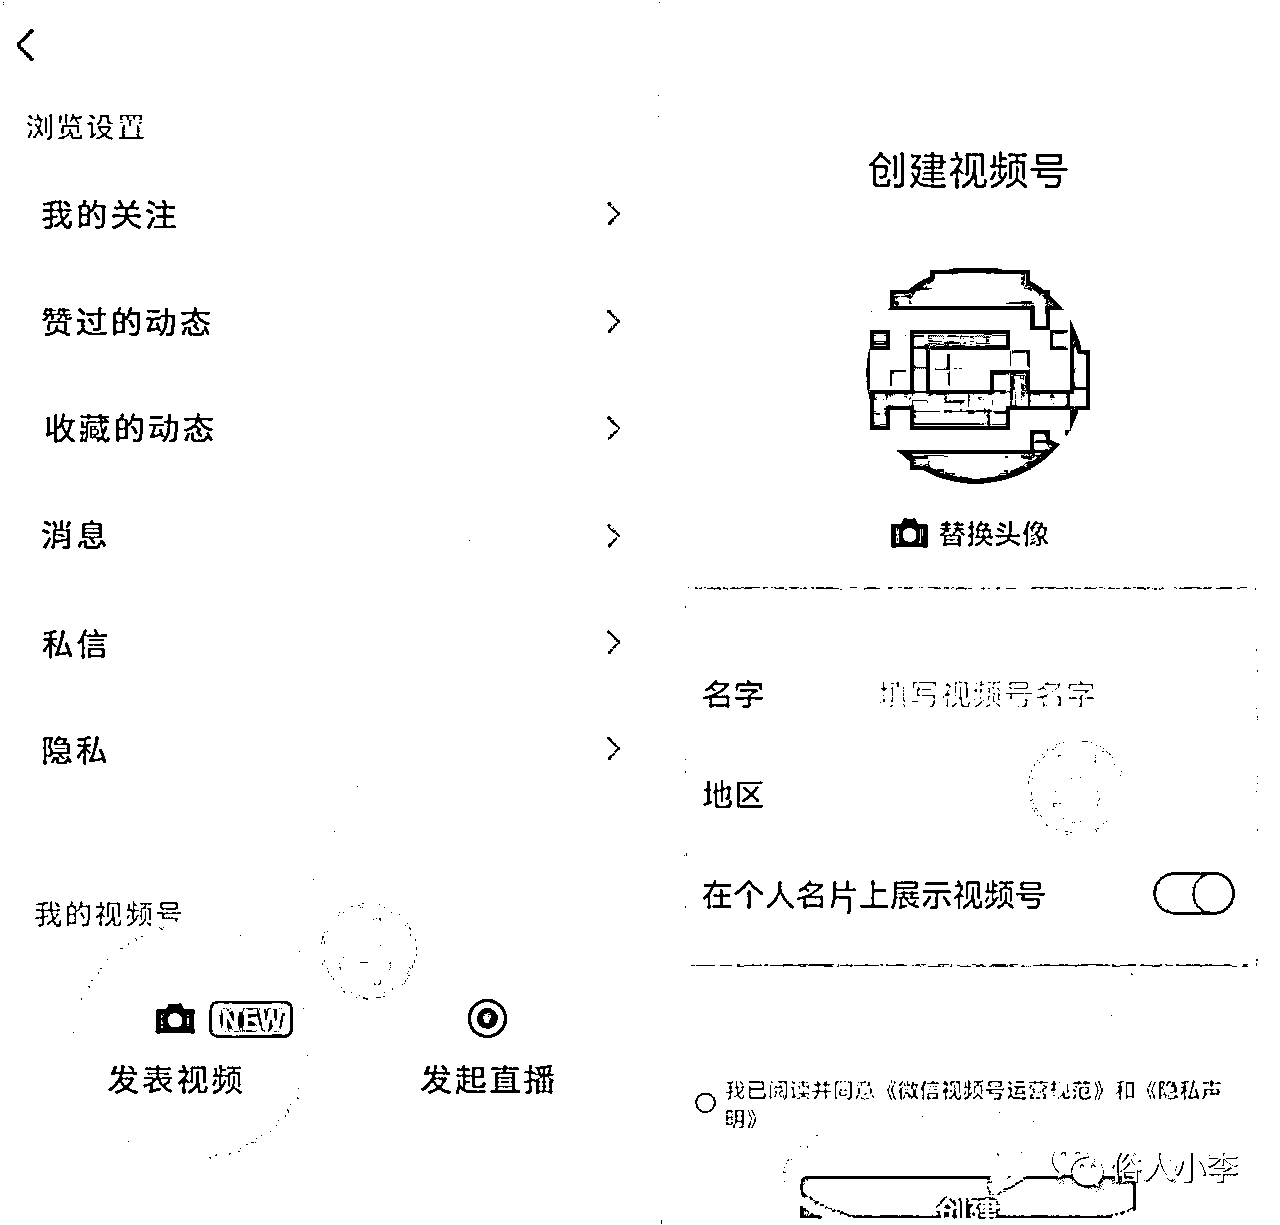 浏览设置
我的关注
赞过的动态
收藏的动态
消息
私信
隐私
我的视频号
NEW
发表视频
发起直播
创建视频号
替换头像
名字 填写视频号名字
地区
在个人名片上展示视频号
我已阅读并同意《微信视频号运营规范》和《隐私声
明》
创建
俗人小李